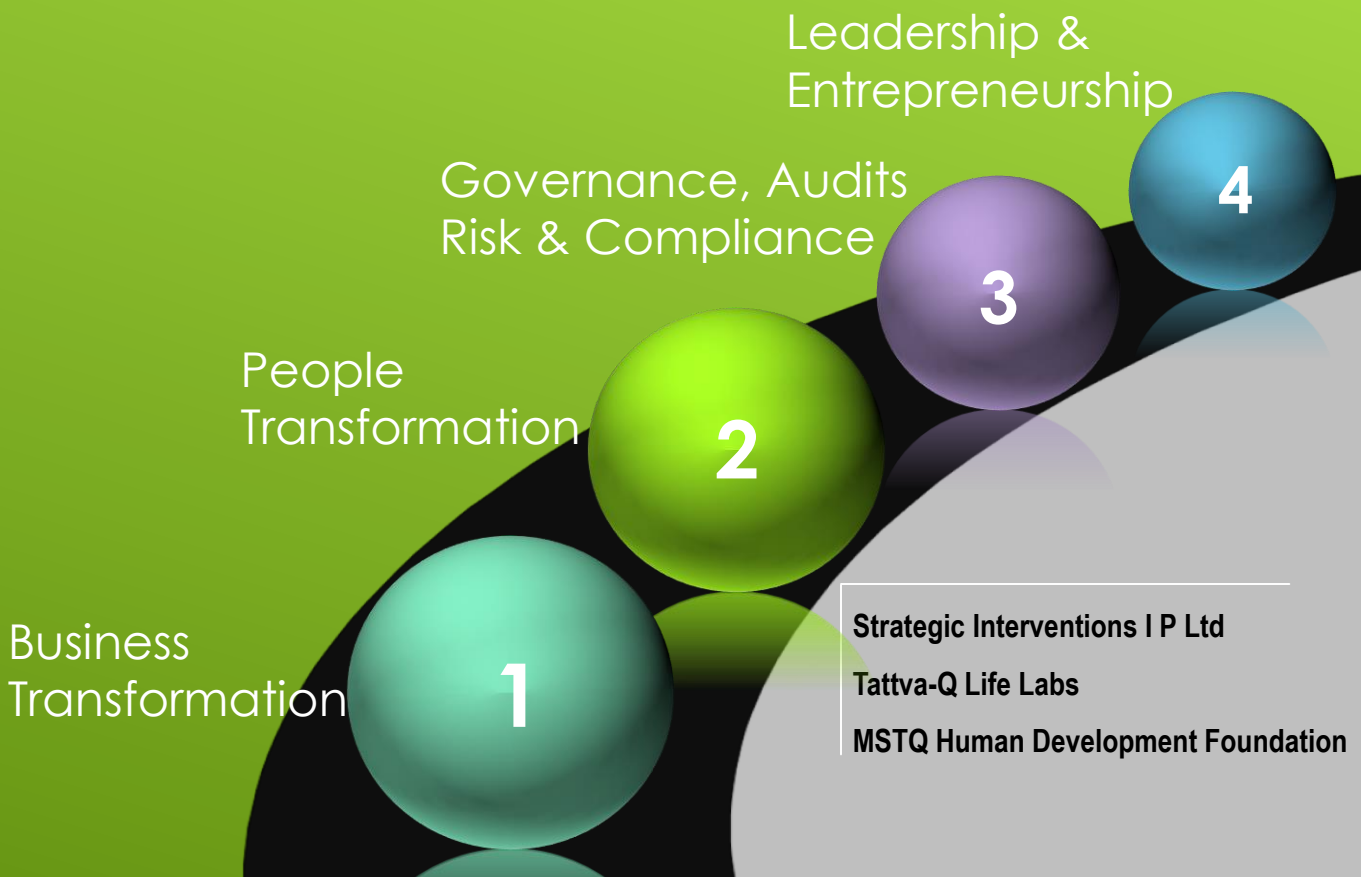 Leadership &
Entrepreneurship
4
Governance, Audits
Risk & Compliance
3
People
Transformation
2
Business
Transformation
1
Strategic Interventions I P Ltd
Tattva-Q Life Labs
MSTQ Human Development Foundation